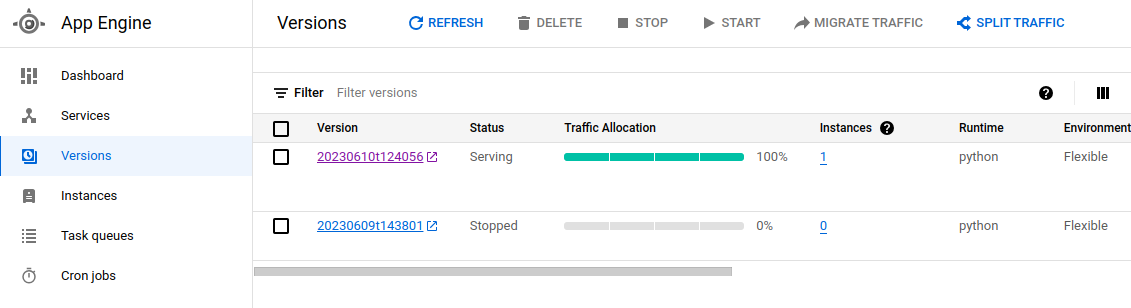 App Engine
Versions
REFRESH
DELETE
STOP
START
MIGRATE TRAFFIC
SPLIT TRAFFIC
Dashboard
Services
Versions
Instances
Task queues
Cron jobs
Filter Filter versions
Version Status Traffic Allocation Instances Runtime Environment
20230610t124056 Serving 100% 1 python Flexible
20230609t143801 Stopped 0% 0 python Flexible